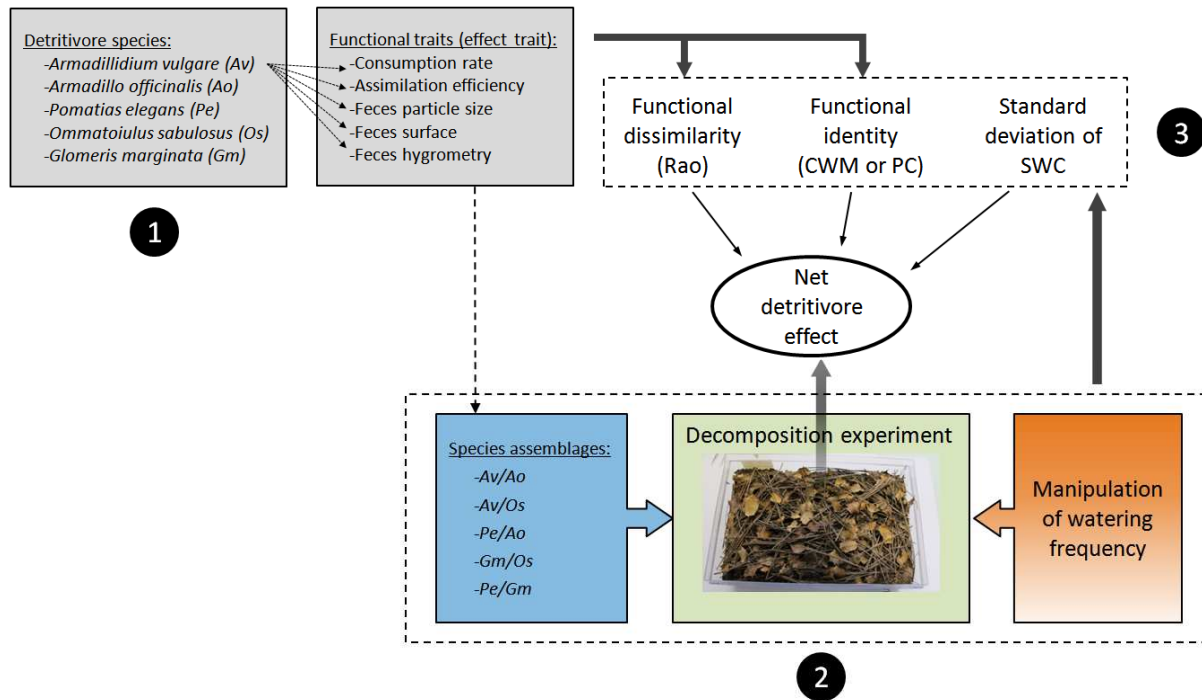 Detritivore species:
-Armadillidium vulgare (Av)
-Armadillo officinalis (Ao)
-Pomatias elegans (Pe)
-Ommatoiulus sabulosus (Os)
-Glomeris marginata (Gm)
1
Functional traits (effect trait):
-Consumption rate
-Assimilation efficiency
-Feces particle size
-Feces surface
-Feces hygrometry
Functional
dissimilarity
(Rao)
Functional
identity
(CWM or PC)
Standard
deviation of
SWC
3
Net
detritivore
effect
Species assemblages:
-Av/Ao
-Av/Os
-Pe/Ao
-Gm/Os
-Pe/Gm
Decomposition experiment
Manipulation
of watering
frequency
2